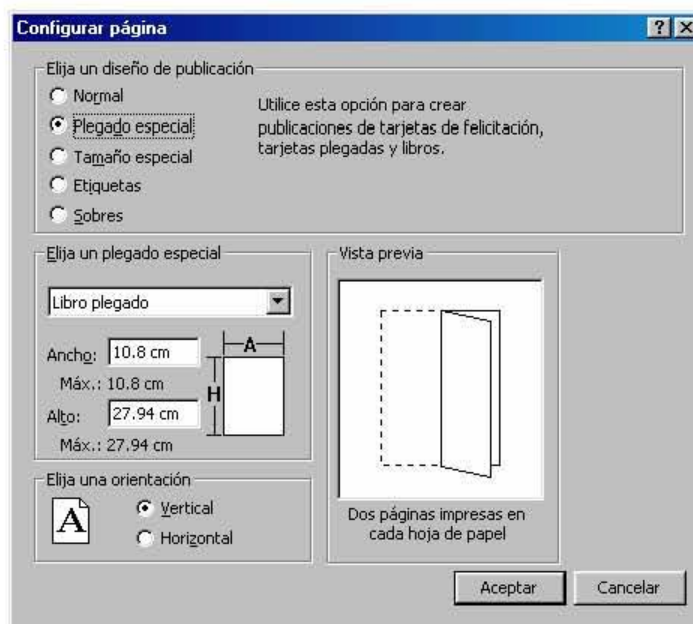 Configurar página
Elija un diseño de publicación
Normal
Plegado especial
Tamaño especial
Etiquetas
Sobres
Utilice esta opción para crear
publicaciones de tarjetas de felicitación,
tarjetas plegadas y libros.
Elija un plegado especial
Libro plegado
Ancho: 10.8 cm
Máx.: 10.8 cm
Alto: 27.94 cm
Máx.: 27.94 cm
A
H
Elija una orientación
A
Vertical
Horizontal
Vista previa
Dos páginas impresas en
cada hoja de papel
Aceptar
Cancelar